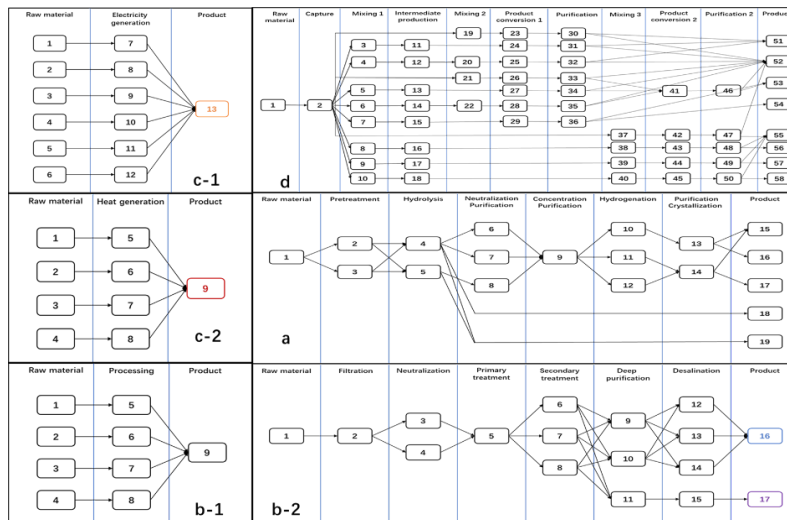 Raw material Electricity generation Product
1 7
2 8
3 9
13
4 10
5 11
6 12
c-1
Raw material Heat generation Product
1 5
2 6
9
3 7
4 8
c-2
Raw material Processing Product
1 5
2 6
9
3 7
4 8
b-1
Raw material Capture Mixing 1 Intermediate production Mixing 2 Product conversion 1 Purification Mixing 3 Product conversion 2 Purification 2
19 23 30
3 11 24 31 51
4 12 20 25 32 52
21 26 33
5 13 27 34 41 46 53
1 2 6 14 22 28 35 54
7 15 29 36
37 42 47 55
8 16 38 43 48 56
9 17 39 44 49 57
10 18 40 45 50 58
d
Raw material Pretreatment Hydrolysis Neutralization Purification Concentration Purification Hydrogenation Purification Crystallization Product
6 10 15
2 4 13
1 7 9 11 16
3 5 14
8 12 17
18
19
a
Raw material Filtration Neutralization Primary treatment Secondary treatment Deep purification Desalination Product
6 12
3 9
1 2 5 7 13 16
4 10
8 14
11 15 17
b-2